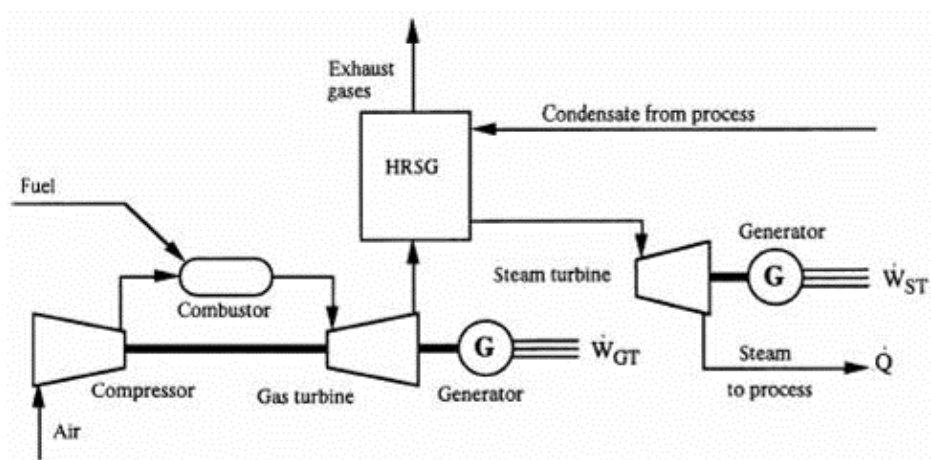 Exhaust
gases
Condensate from process
HRSG
Fuel
Generator
Steam turbine
G
ẆST
Combustor
G
ẆGT
Steam
to process
Q̇
Compressor
Gas turbine
Generator
Air